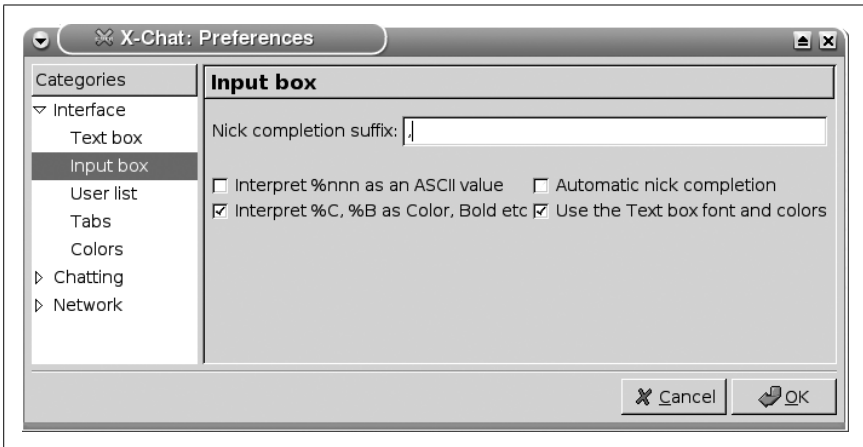 X-Chat: Preferences
Categories
Interface
Text box
Input box
User list
Tabs
Colors
Chatting
Network
Input box
Nick completion suffix: ,
Interpret %nnn as an ASCII value
Automatic nick completion
Interpret %C, %B as Color, Bold etc
Use the Text box font and colors
Cancel
OK